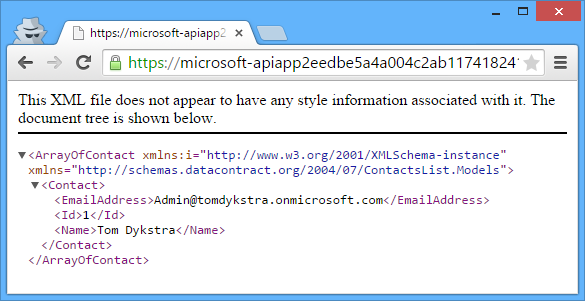 https://microsoft-apiapp2
https://microsoft-apiapp2eedbe5a4a004c2ab11741824
This XML file does not appear to have any style information associated with it. The
document tree is shown below.
<ArrayOfContact xmlns:i="http://www.w3.org/2001/XMLSchema-instance"
xmlns="http://schemas.datacontract.org/2004/07/ContactsList.Models">
<Contact>
<EmailAddress>Admin@tomdykstra.onmicrosoft.com</EmailAddress>
<Id>1</Id>
<Name>Tom Dykstra</Name>
</Contact>
</ArrayOfContact>